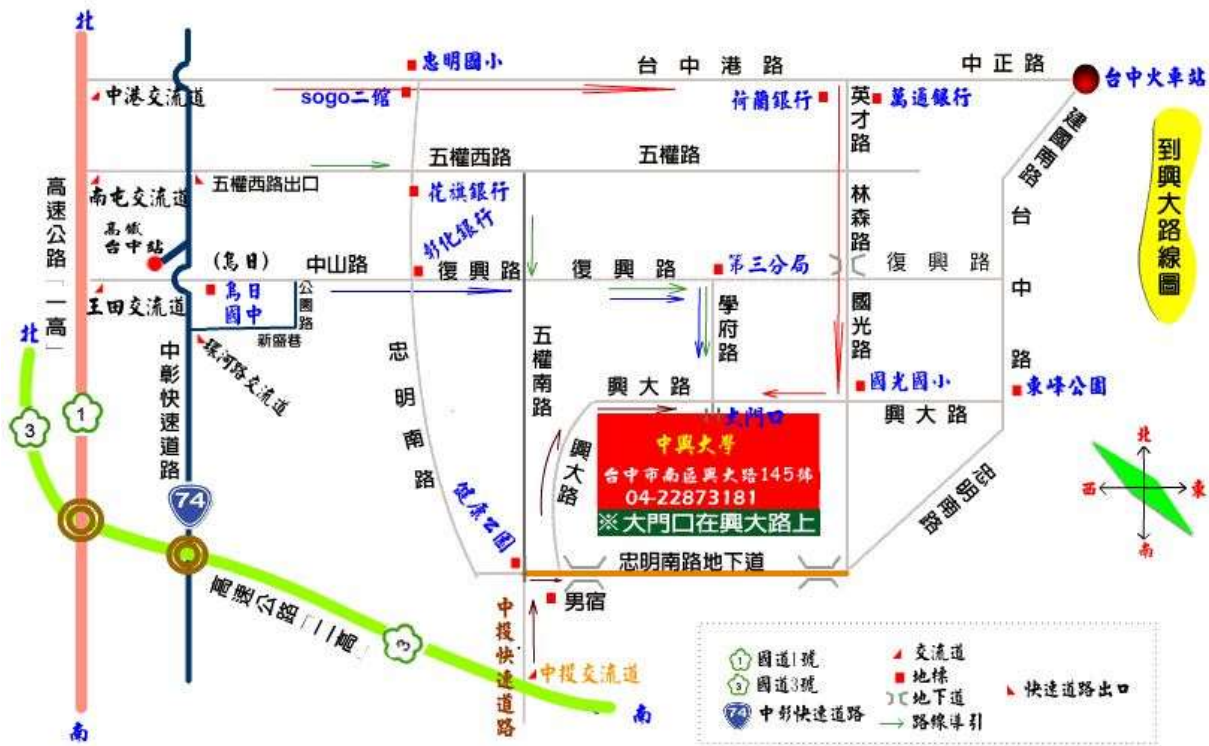 北
忠明國小
台中港路
中正路
台中火車站
中港交流道
sogo二館
荷蘭銀行
英才路
萬通銀行
建國南路
到興大路線圖
五權西路
五權路
南屯交流道
五權西路出口
花旗銀行
林森路
高速公路「一高」
高鐵
台中站
彰化銀行
台中路
(烏日)
中山路
復興路
復興路
第三分局
復興路
王田交流道
烏日
國中
公園路
新盛巷
環河路交流道
北
中彰快速道路
忠明南路
五權南路
學府路
國光路
興大路
國光國小
東峰公園
興大路
大門口
3
1
中興大學
台中市南區興大路145號
04-22873181
※大門口在興大路上
興大路
忠明南路
北
西
東
南
74
健康公園
忠明南路地下道
男宿
高速公路「二高」
3
中投快速道路
中投交流道
南
南
1
國道1號
3
國道3號
74
中彰快速道路
交流道
地標
地下道
路線導引
快速道路出口